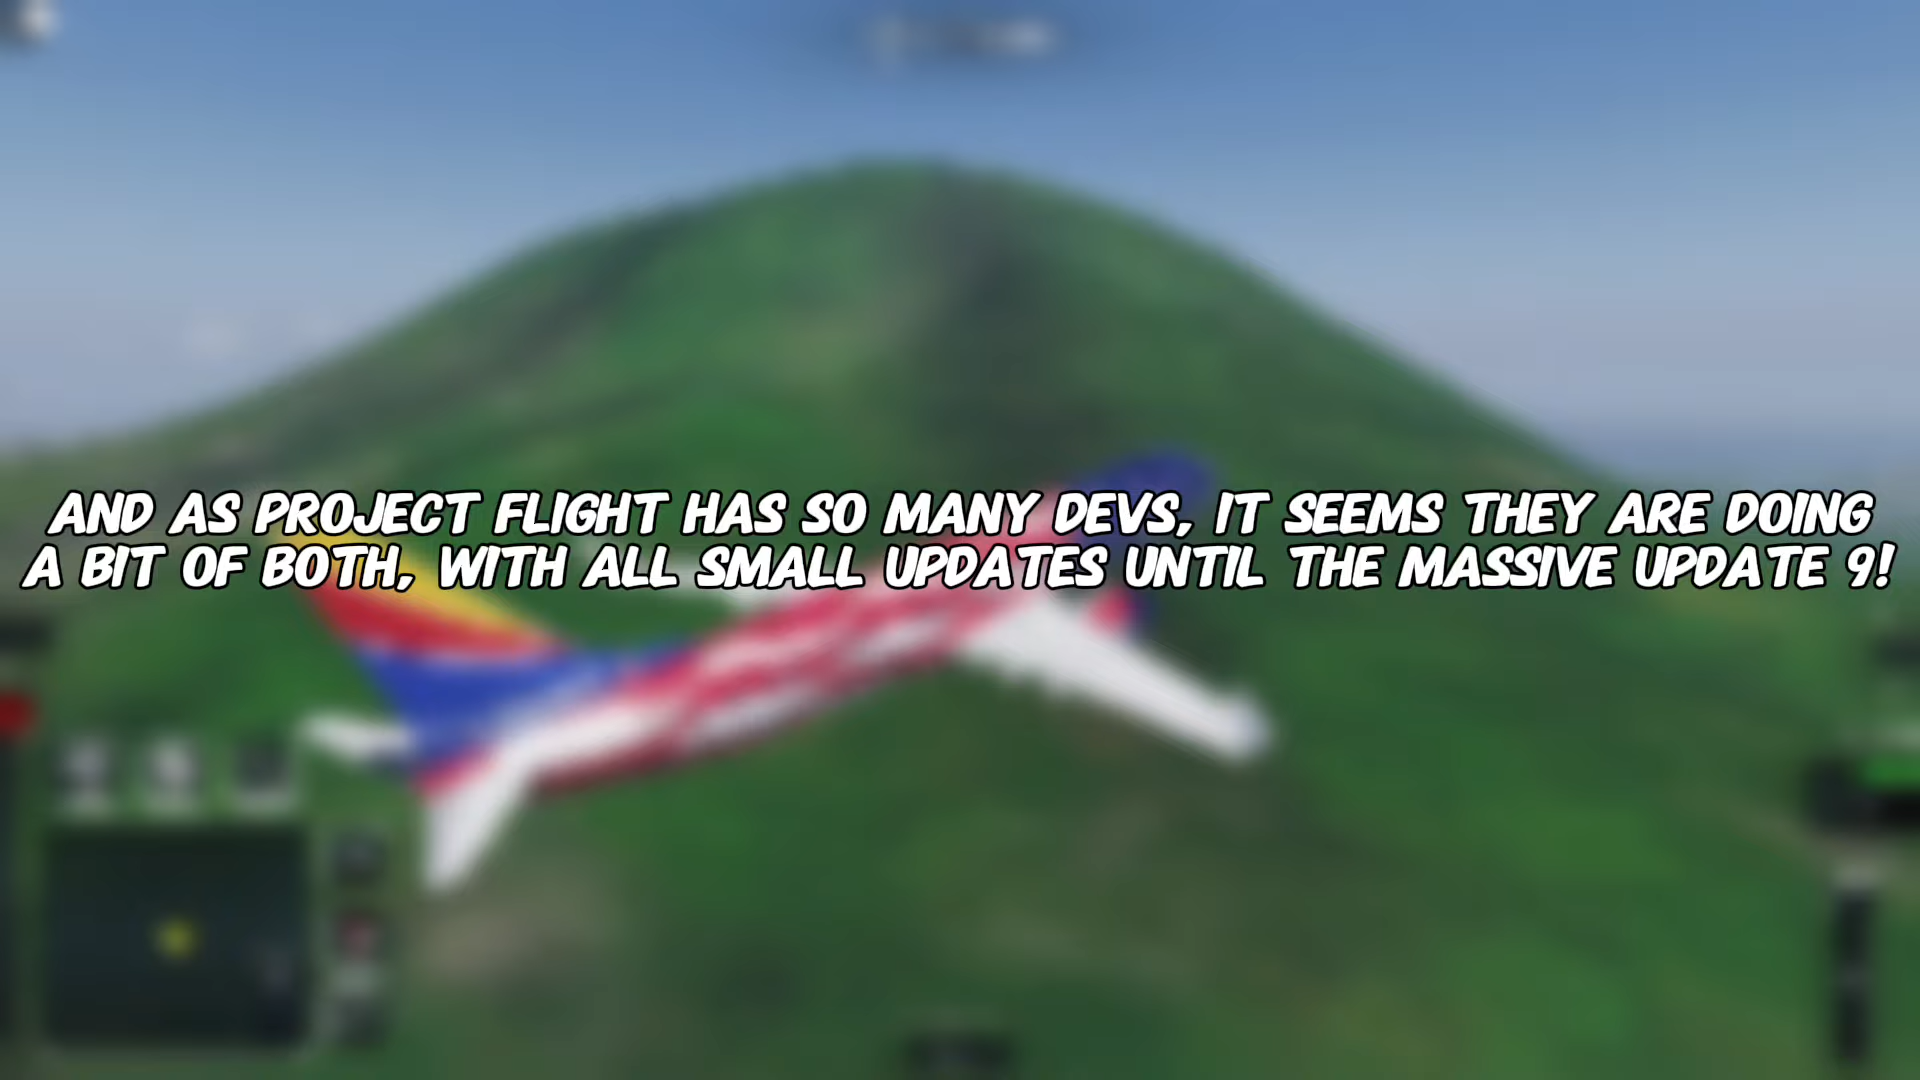 AND AS PROJECT FLIGHT HAS SO MANY DEVS, IT SEEMS THEY ARE DOING
A BIT OF BOTH, WITH ALL SMALL UPDATES UNTIL THE MASSIVE UPDATE 9!